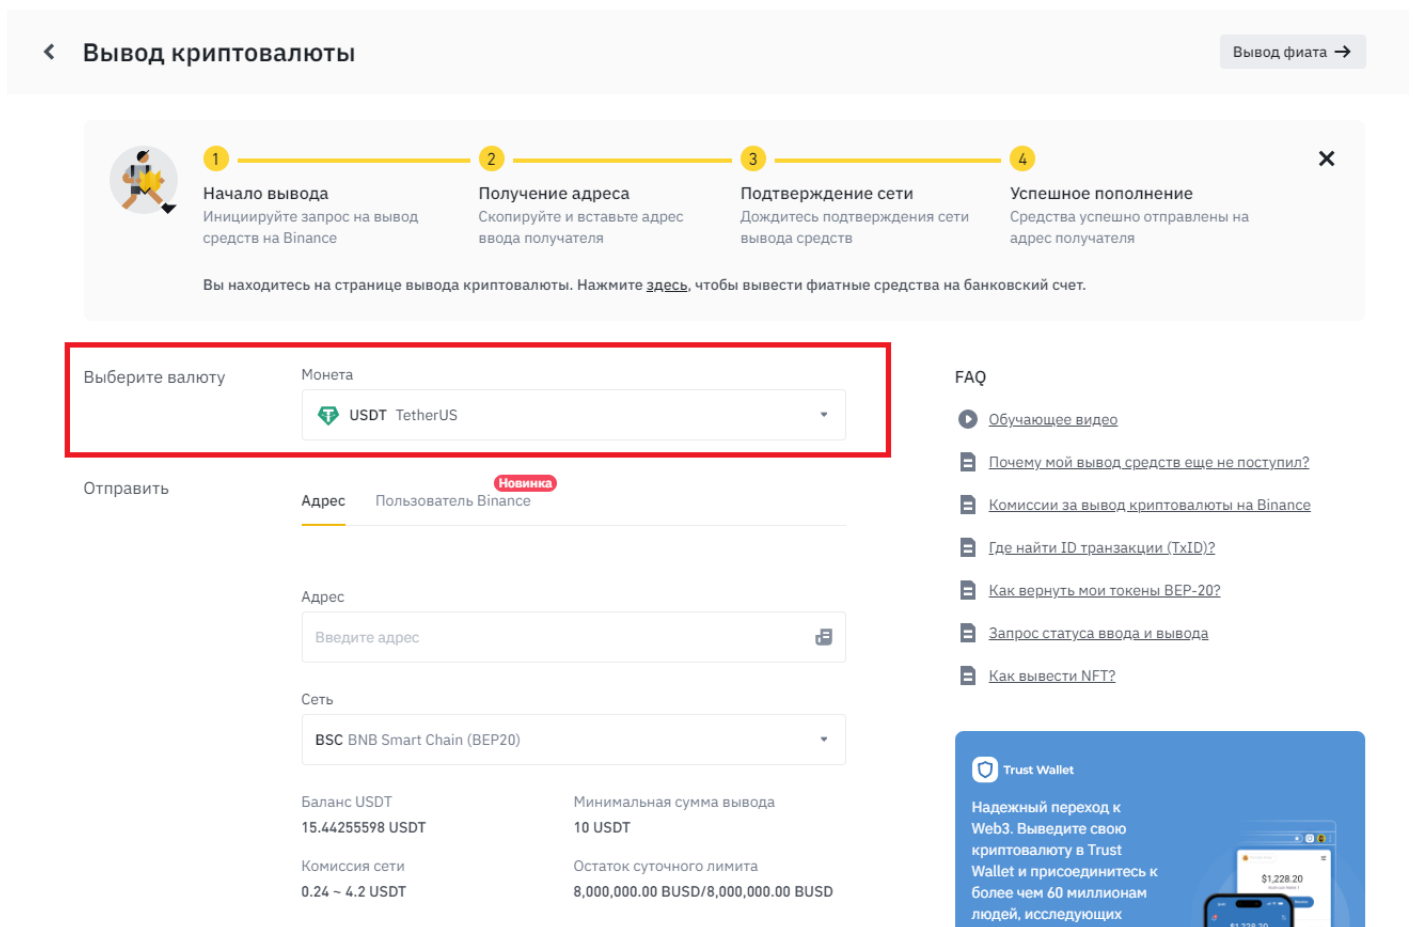 Вывод криптовалюты
Вывод фиата
1
2
3
4
Начало вывода
Инициируйте запрос на вывод
средств на Binance
Получение адреса
Скопируйте и вставьте адрес
ввода получателя
Подтверждение сети
Дождитесь подтверждения сети
вывода средств
Успешное пополнение
Средства успешно отправлены на
адрес получателя
Вы находитесь на странице вывода криптовалюты. Нажмите здесь, чтобы вывести фиатные средства на банковский счет.
Выберите валюту
Монета
USDT TetherUS
Отправить
Новинка
Адрес
Пользователь Binance
Адрес
Введите адрес
Сеть
BSC BNB Smart Chain (BEP20)
Баланс USDT
15.44255598 USDT
Минимальная сумма вывода
10 USDT
Комиссия сети
0.24 ~ 4.2 USDT
Остаток суточного лимита
8,000,000.00 BUSD/8,000,000.00 BUSD
FAQ
Обучающее видео
Почему мой вывод средств еще не поступил?
Комиссии за вывод криптовалюты на Binance
Где найти ID транзакции (TxID)?
Как вернуть мои токены BEP-20?
Запрос статуса ввода и вывода
Как вывести NFT?
Trust Wallet
Надежный переход к
Web3. Выведите свою
криптовалюту в Trust
Wallet и присоединитесь к
более чем 60 миллионам
людей, исследующих
$1,228.20
$1,228.20